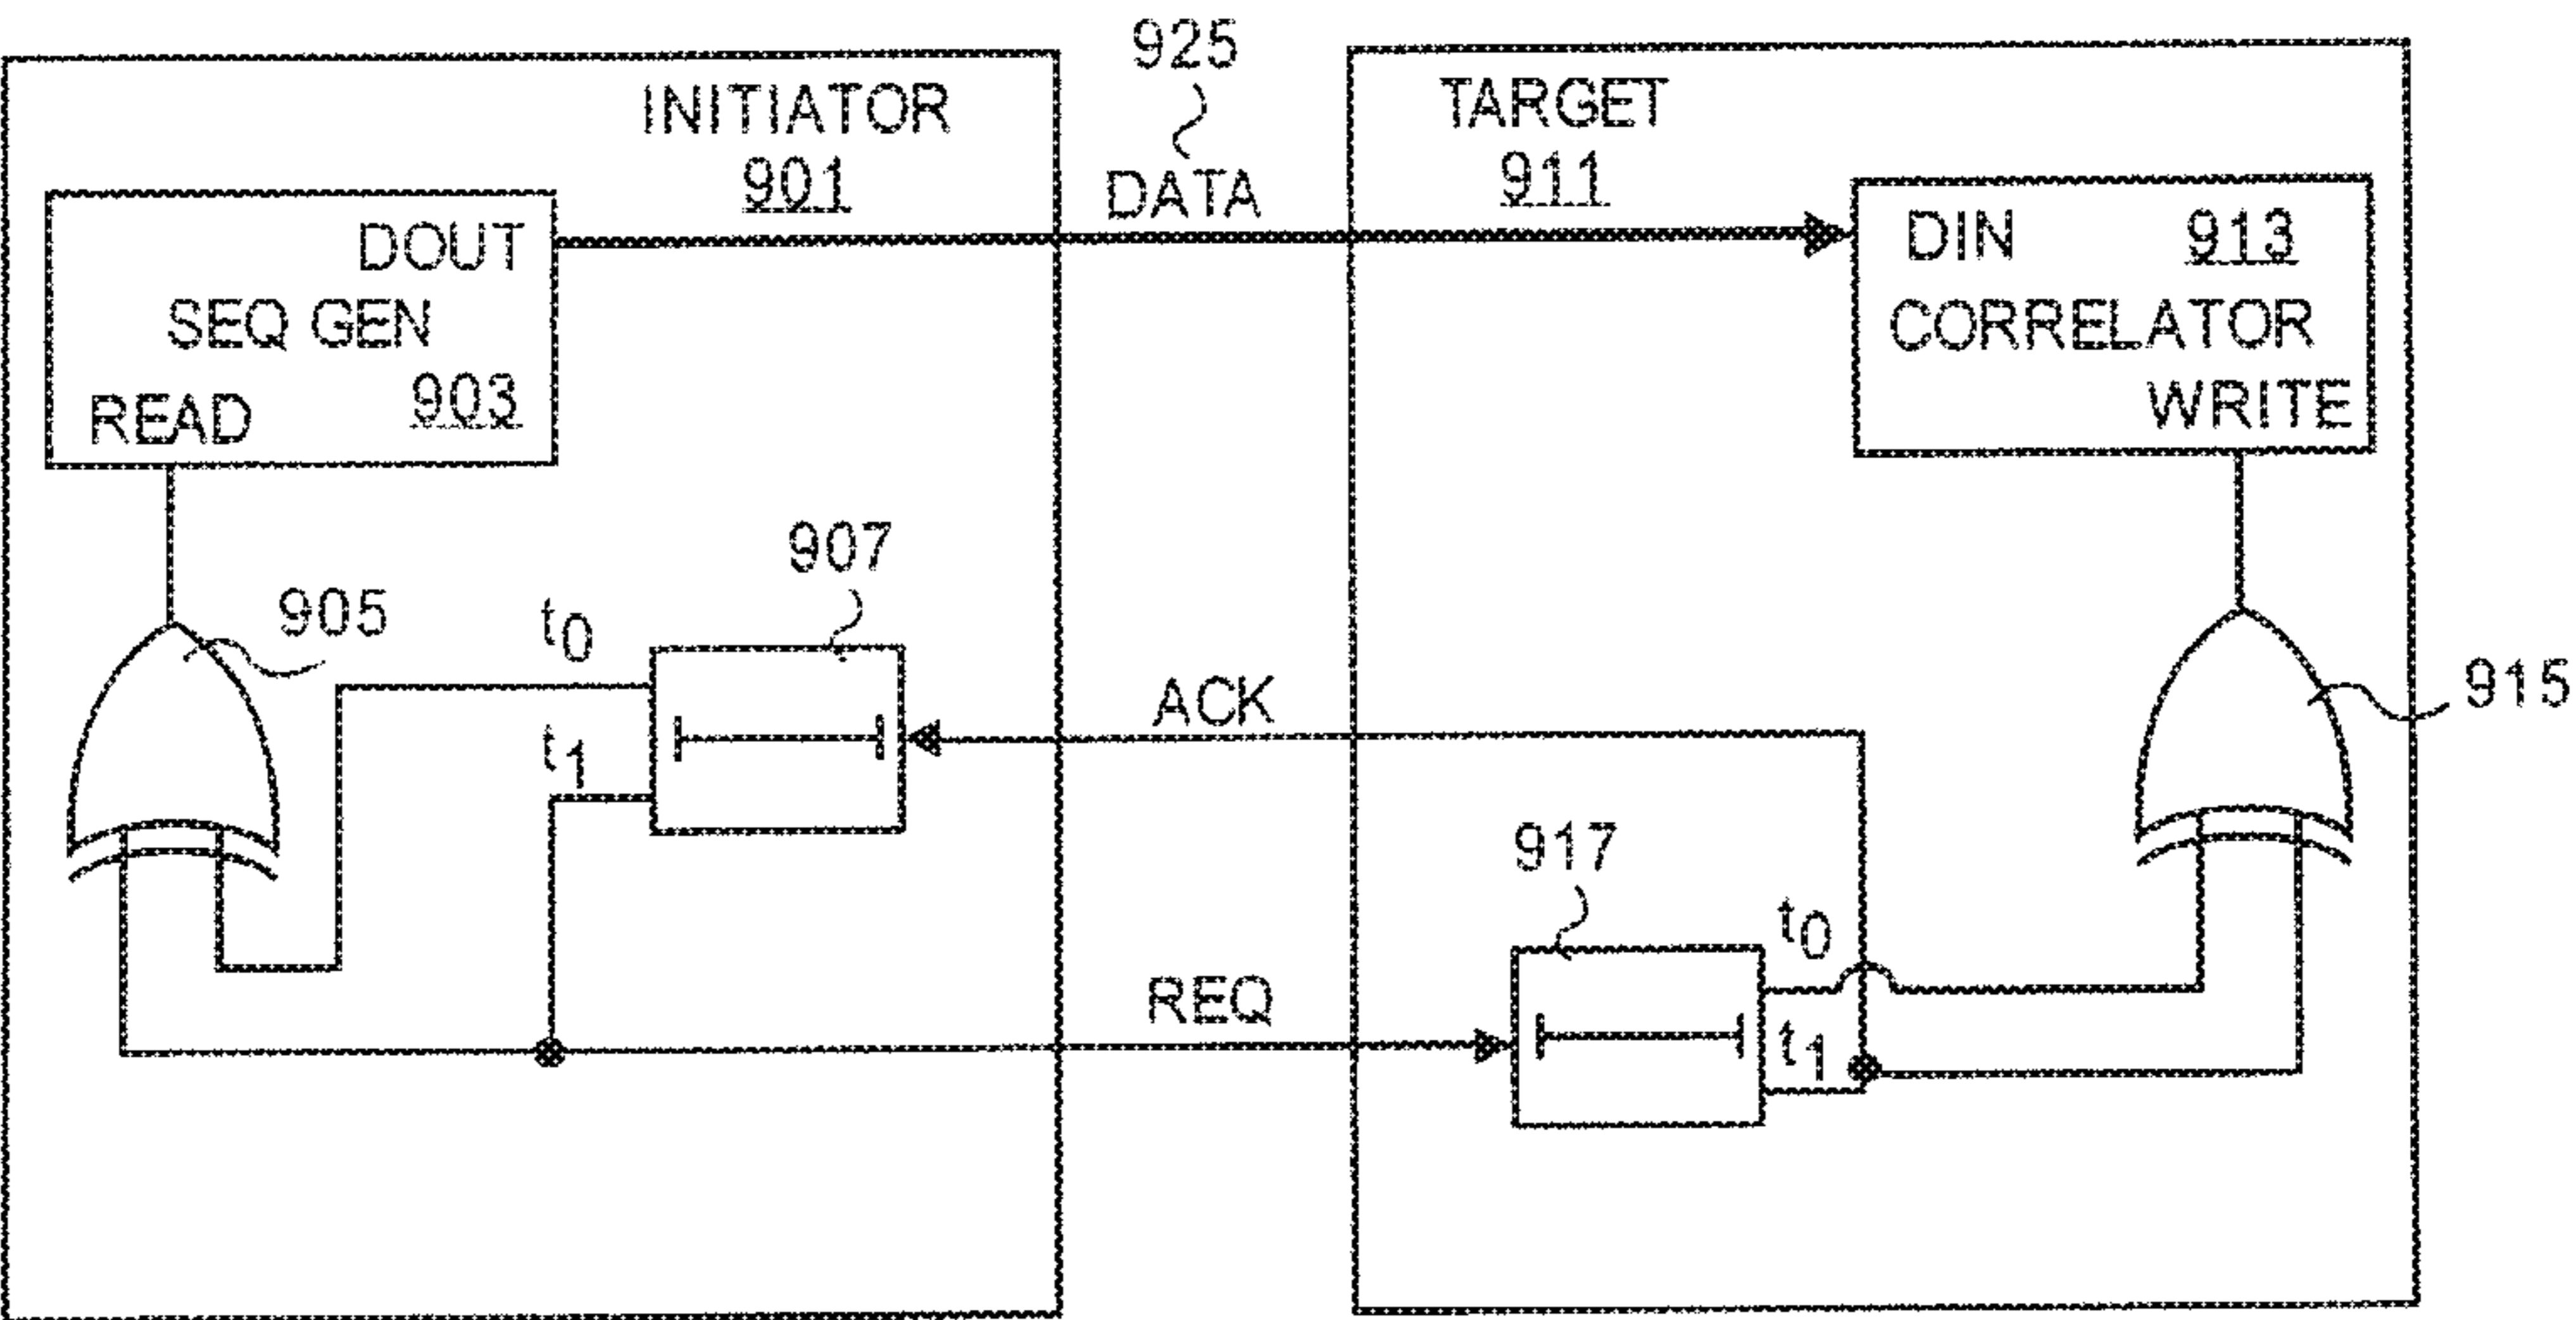 925
INITIATOR
901
DATA
TARGET
911
DOUT
SEQ GEN
903
READ
DIN
913
CORRELATOR
WRITE
905
907
t0
t1
ACK
915
917
t0
t1
REQ